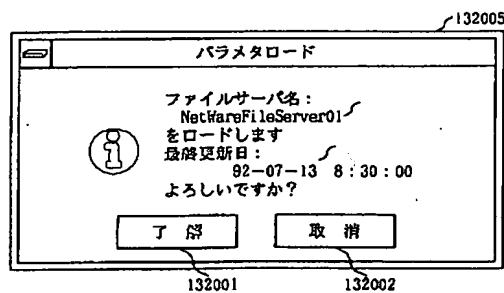 132005
パラメタロード
ファイルサーバ名:
NetWareFileServer01
をロードします
最終更新日:
92-07-13 8:30:00
よろしいですか?
了解 取消
132001 132002